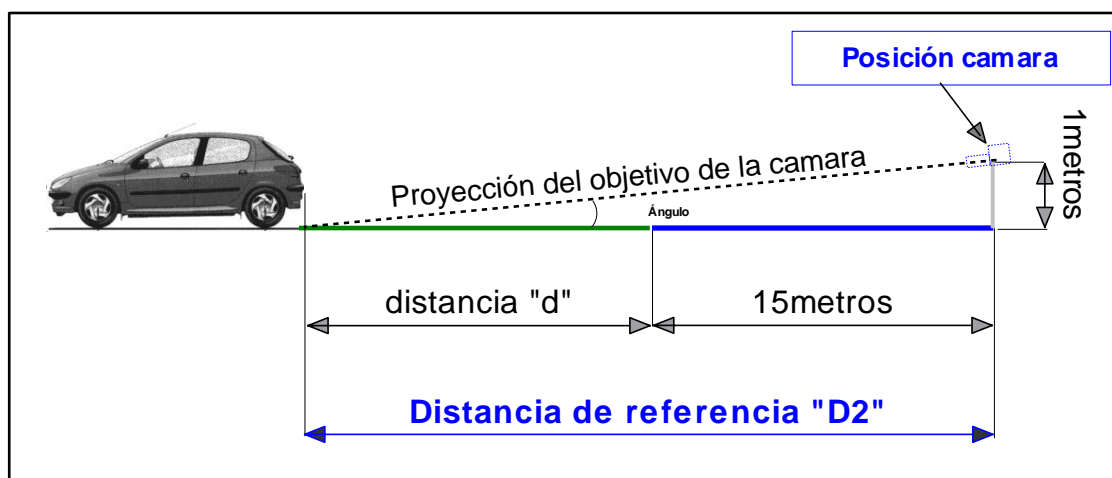 Posición camara
1metros
Proyección del objetivo de la camara
Ángulo
distancia "d"
15metros
Distancia de referencia "D2"